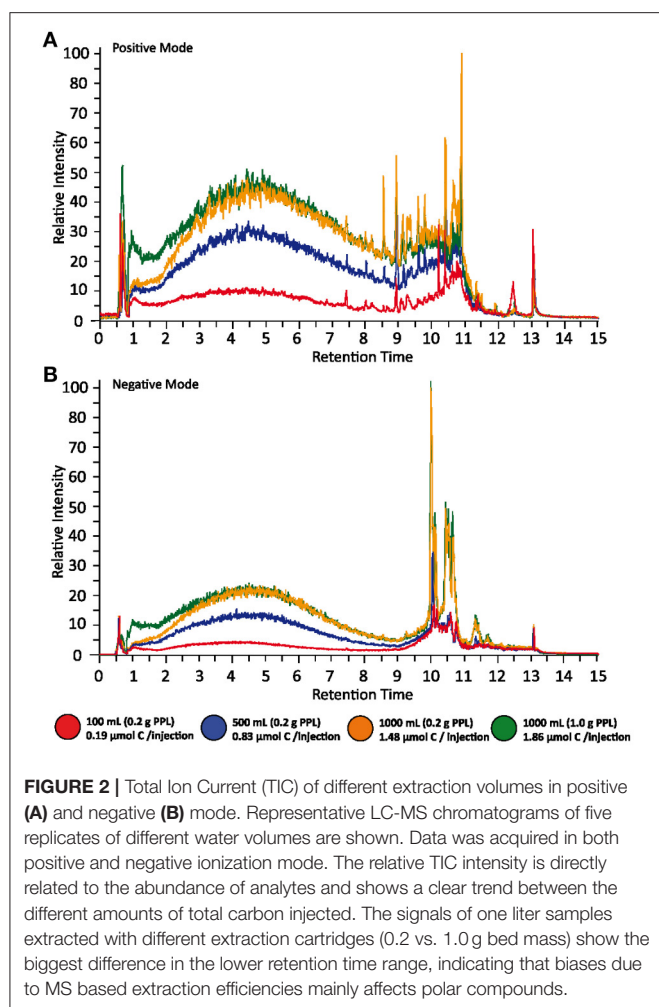 A
Positive Mode
100
90
80
70
60
50
40
30
20
10
0
Relative Intensity
0 1 2 3 4 5 6 7 8 9 10 11 12 13 14 15
Retention Time
B
Negative Mode
100
90
80
70
60
50
40
30
20
10
0
Relative Intensity
0 1 2 3 4 5 6 7 8 9 10 11 12 13 14 15
Retention Time
100 mL (0.2 g PPL)
0.19 µmol C /injection
500 mL (0.2 g PPL)
0.83 µmol C /injection
1000 mL (0.2 g PPL)
1.48 µmol C / injection
1000 mL (1.0 g PPL)
1.86 µmol C /injection
FIGURE 2 | Total Ion Current (TIC) of different extraction volumes in positive
(A) and negative (B) mode. Representative LC-MS chromatograms of five
replicates of different water volumes are shown. Data was acquired in both
positive and negative ionization mode. The relative TIC intensity is directly
related to the abundance of analytes and shows a clear trend between the
different amounts of total carbon injected. The signals of one liter samples
extracted with different extraction cartridges (0.2 vs. 1.0 g bed mass) show the
biggest difference in the lower retention time range, indicating that biases due
to MS based extraction efficiencies mainly affects polar compounds.